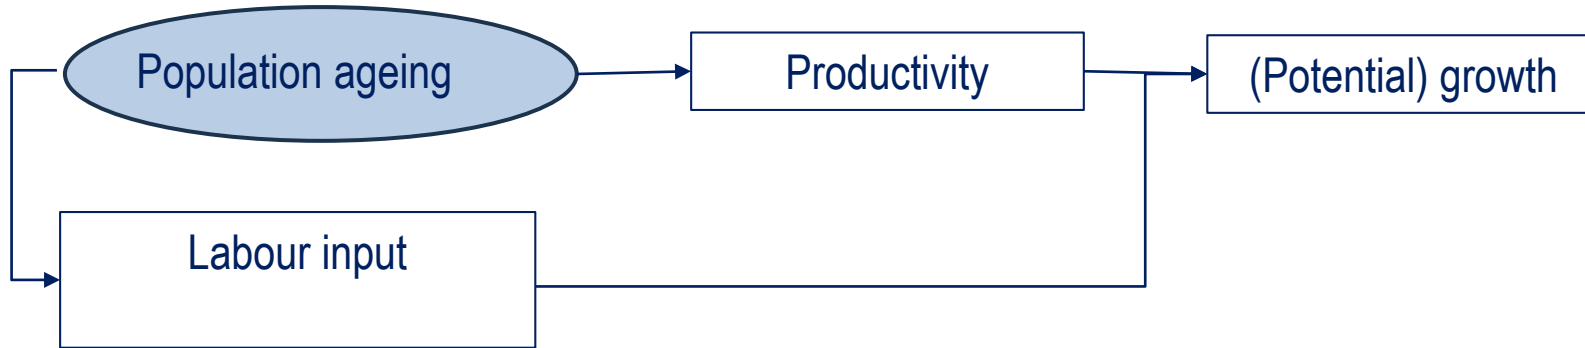 Population ageing
Productivity
(Potential) growth
Labour input